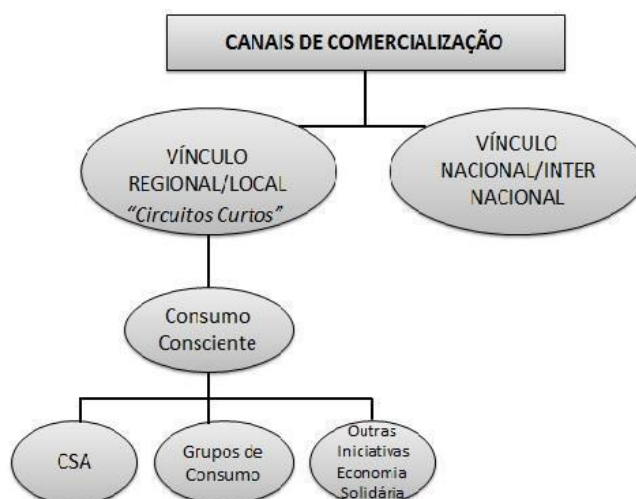 CANAIS DE COMERCIALIZAÇÃO
VÍNCULO
REGIONAL/LOCAL
“Circuitos Curtos”
VÍNCULO
NACIONAL/INTER
NACIONAL
Consumo
Consciente
CSA
Grupos de
Consumo
Outras
Iniciativas
Economia
Solidária